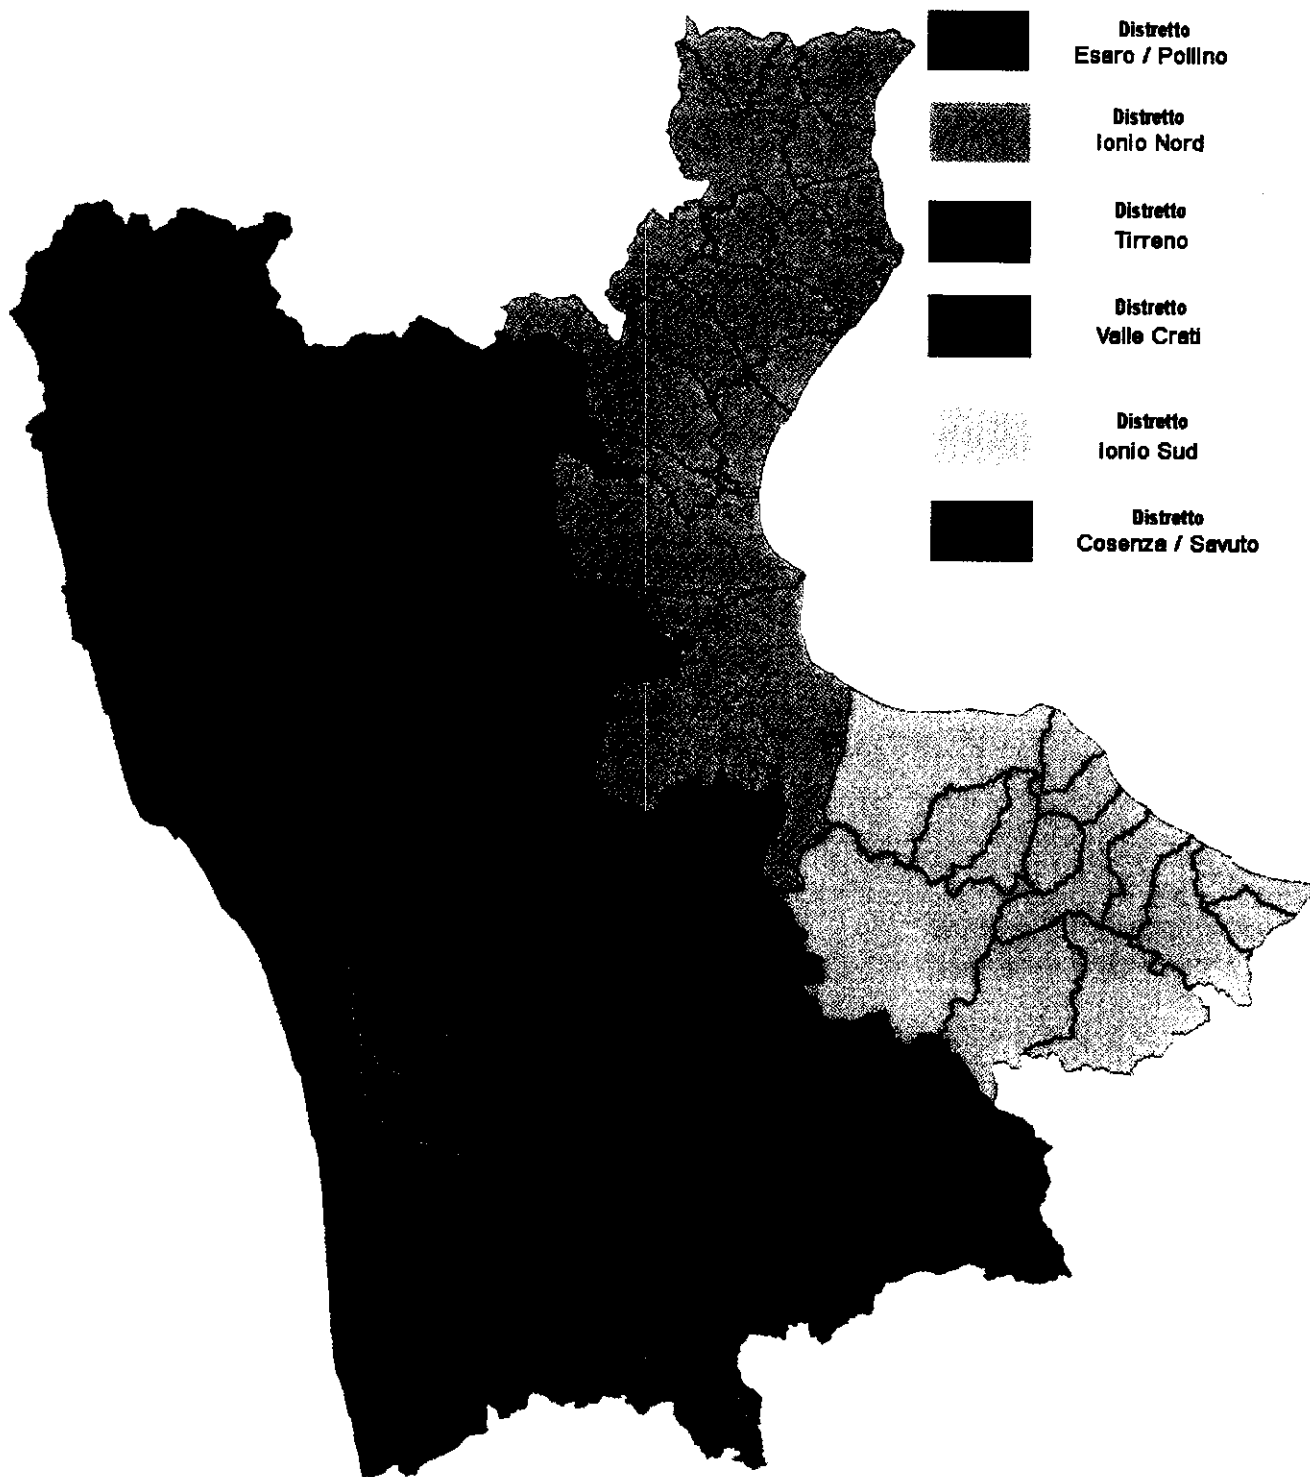 Distretto
Esaro / Pollino
Distretto
Ionio Nord
Distretto
Tirreno
Distretto
Valle Crati
Distretto
Ionio Sud
Distretto
Cosenza / Savuto